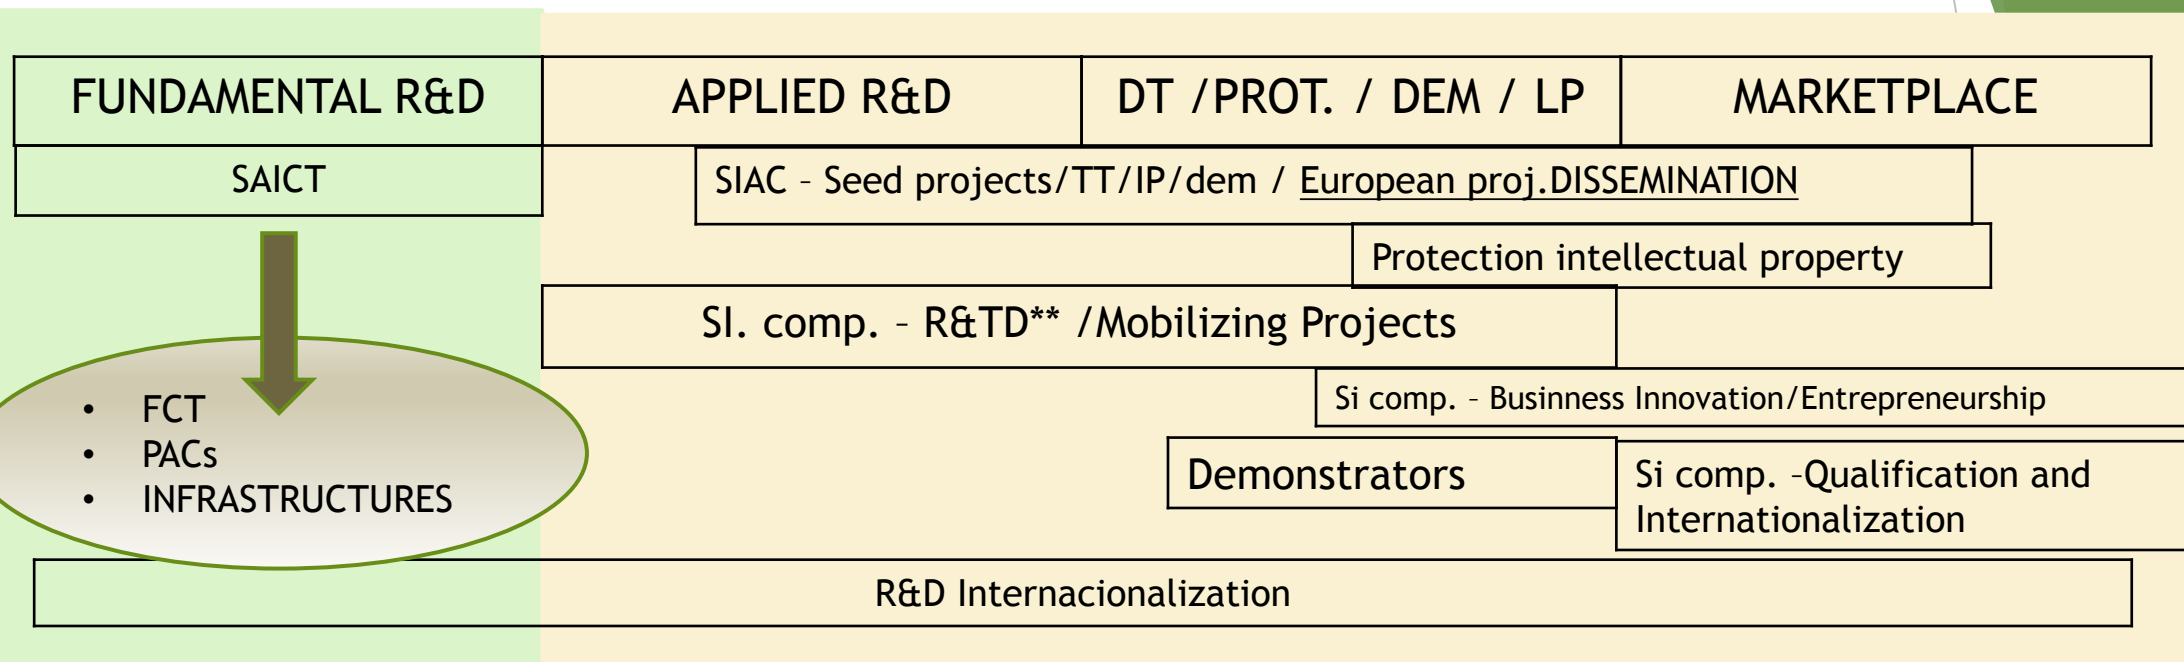 FUNDAMENTAL R&D
APPLIED R&D
DT /PROT. / DEM / LP
MARKETPLACE
SAICT
SIAC – Seed projects/TT/IP/dem / European proj.DISSEMINATION
Protection intellectual property
SI. comp. – R&TD** /Mobilizing Projects
Si comp. – Businness Innovation/Entrepreneurship
• FCT
• PACs
• INFRASTRUCTURES
Demonstrators
Si comp. –Qualification and
Internationalization
R&D Internacionalization